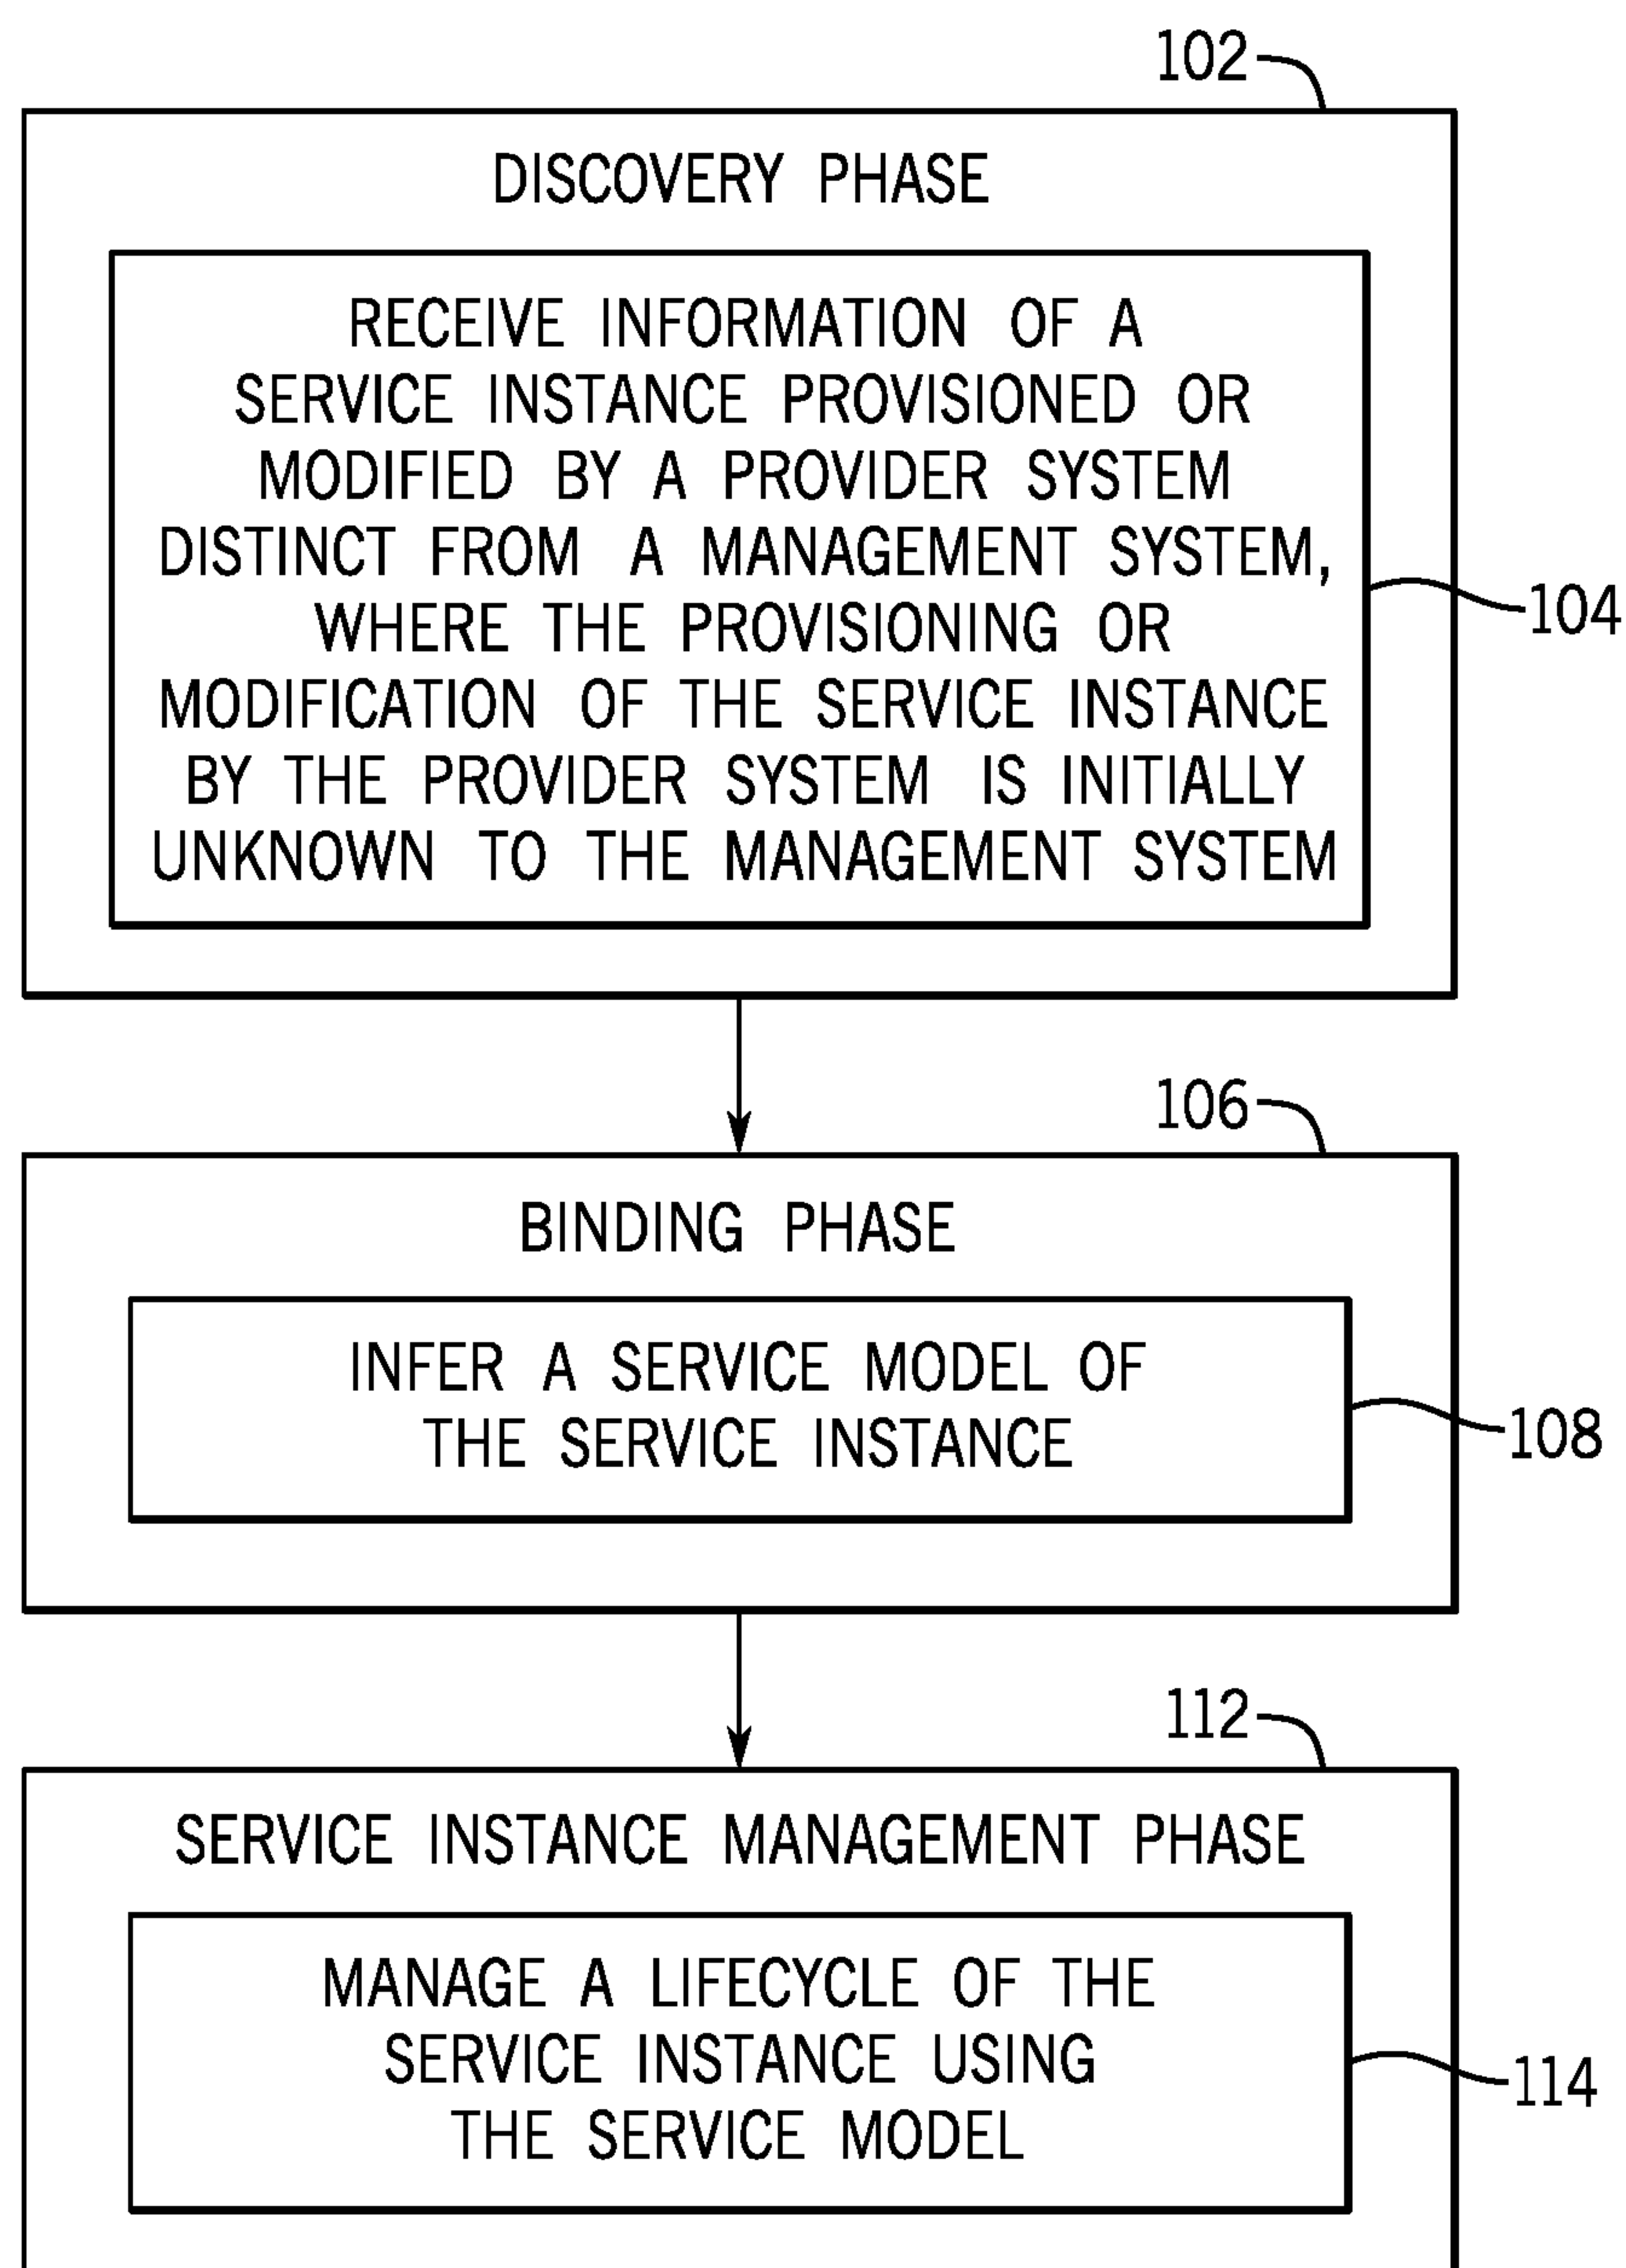 102
DISCOVERY PHASE
RECEIVE INFORMATION OF A
SERVICE INSTANCE PROVISIONED OR
MODIFIED BY A PROVIDER SYSTEM
DISTINCT FROM A MANAGEMENT SYSTEM,
WHERE THE PROVISIONING OR
MODIFICATION OF THE SERVICE INSTANCE
BY THE PROVIDER SYSTEM IS INITIALLY
UNKNOWN TO THE MANAGEMENT SYSTEM
104
106
BINDING PHASE
INFER A SERVICE MODEL OF
THE SERVICE INSTANCE
108
112
SERVICE INSTANCE MANAGEMENT PHASE
MANAGE A LIFECYCLE OF THE
SERVICE INSTANCE USING
THE SERVICE MODEL
114